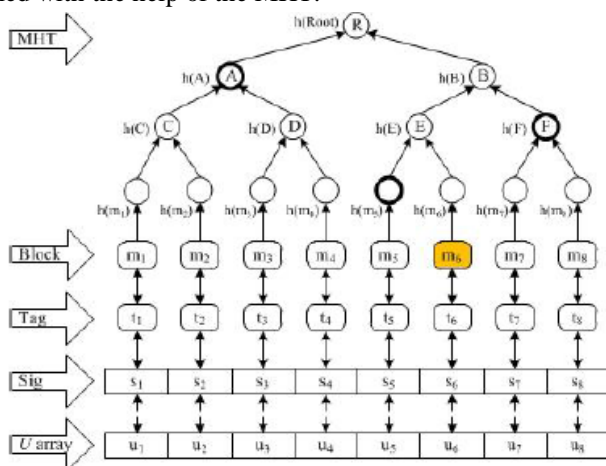 ned with the help of the MHT.
MHT
h(Root) R
h(A) A h(B) B
h(C) C h(D) D h(E) E h(F) F
h(m1) h(m2) h(m3) h(m4) h(m5) h(m6) h(m7) h(m8)
Block m1 m2 m3 m4 m5 m6 m7 m8
Tag t1 t2 t3 t4 t5 t6 t7 t8
Sig s1 s2 s3 s4 s5 s6 s7 s8
U array u1 u2 u3 u4 u5 u6 u7 u8